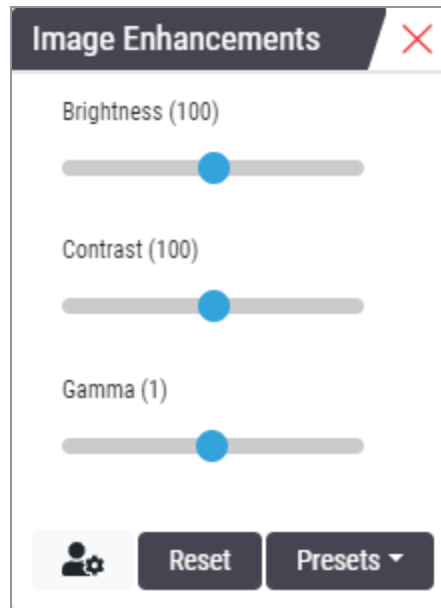 Image Enhancements
Brightness (100)
Contrast (100)
Gamma (1)
Reset Presets